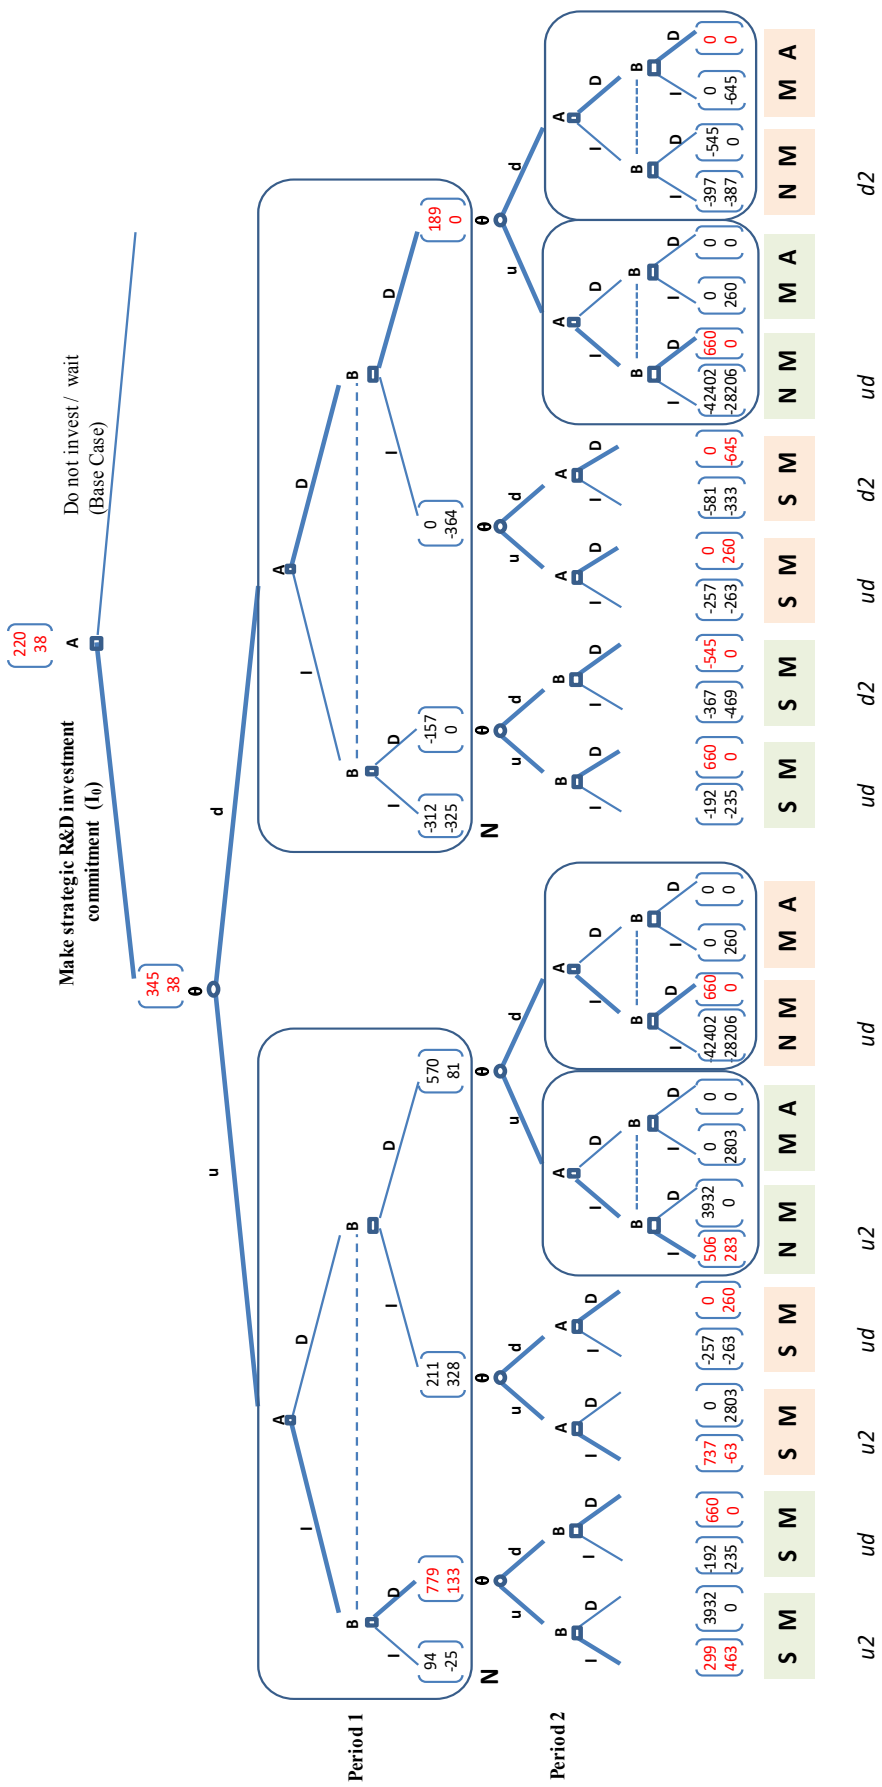 220
38
A
Make strategic R&D investment
commitment (I0)
Do not invest / wait
(Base Case)
345
38
θ
u d
A A
I D I D
Period 1
B B B B
I D I D I D I D
94 779 211 570 -312 -157 0 189
-25 133 328 81 -325 0 -364 0
N θ θ θ N θ θ θ
u d u d u d u d u d u d
Period 2
B B A A A A B B A A A A
I D I D I D I D I D I D I D I D I D I D I D I D
B B B B B B B B
I D I D I D I D I D I D I D I D
299 3932 -192 660 737 0 -257 0 506 3932 0 0 -42402 660 0 0 -192 660 -367 -545 -257 0 -581 0 -42402 660 0 0 -397 -545 0 0
463 0 -235 0 -63 2803 -263 260 283 0 2803 0 -28206 0 260 0 -235 0 -469 0 -263 260 -333 -645 -28206 0 260 0 -387 0 -645 0
S M S M S M S M N M M A N M M A S M S M S M S M N M M A N M M A
u2 ud u2 ud u2 ud ud d2 ud d2 ud d2